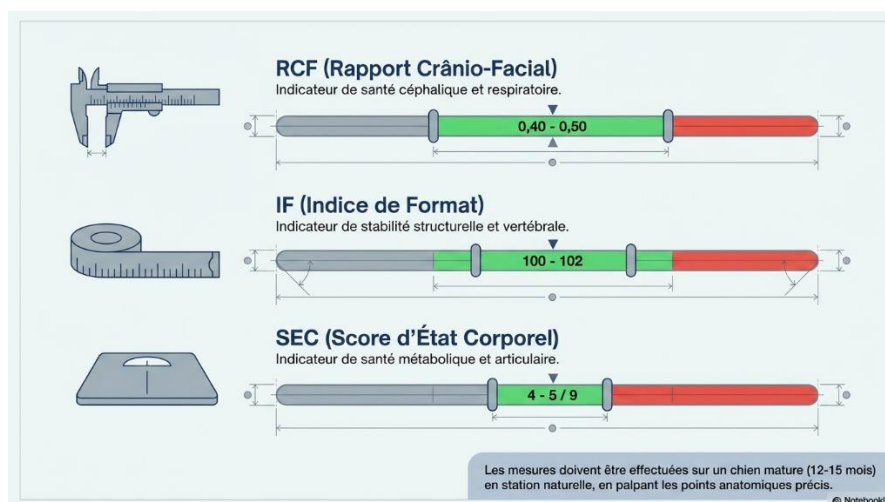 RCF (Rapport Crânio-Facial)
Indicateur de santé céphalique et respiratoire.
0,40 - 0,50
IF (Indice de Format)
Indicateur de stabilité structurelle et vertébrale.
100 - 102
SEC (Score d'État Corporel)
Indicateur de santé métabolique et articulaire.
4 - 5 / 9
Les mesures doivent être effectuées sur un chien mature (12-15 mois)
en station naturelle, en palpant les points anatomiques précis.